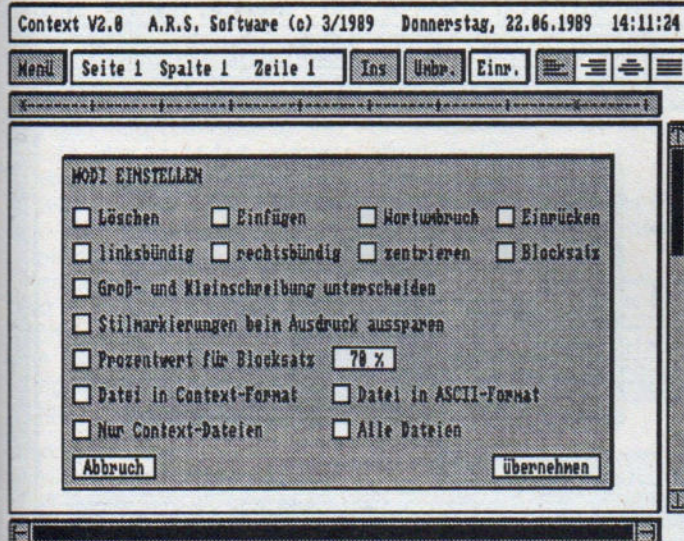 Context V2.0 A.R.S. Software (c) 3/1989 Donnerstag, 22.06.1989 14:11:24
Menü Seite 1 Spalte 1 Zeile 1 Ins Umbr. Einr.
MODI EINSTELLEN
Löschen Einfügen Wortumbruch Einrücken
linksbündig rechtsbündig zentrieren Blocksatz
Groß- und Kleinschreibung unterscheiden
Stilmarkierungen beim Ausdruck aussparen
Prozentwert für Blocksatz 70 %
Datei in Context-Format Datei in ASCII-Format
Nur Context-Dateien Alle Dateien
Abbruch übernehmen